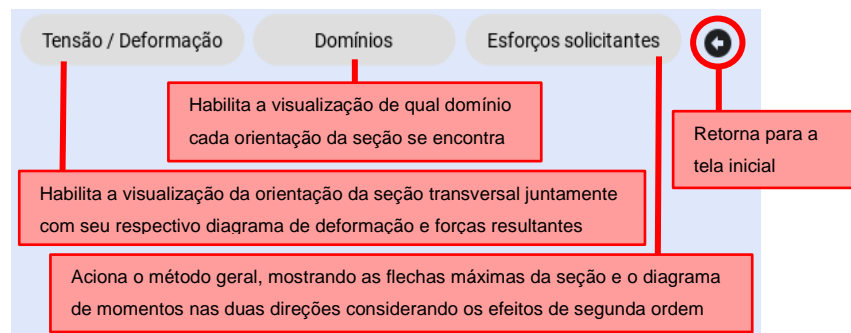 Tensão / Deformação
Domínios
Esforços solicitantes
Habilita a visualização de qual domínio
cada orientação da seção se encontra
Retorna para a
tela inicial
Habilita a visualização da orientação da seção transversal juntamente
com seu respectivo diagrama de deformação e forças resultantes
Aciona o método geral, mostrando as flechas máximas da seção e o diagrama
de momentos nas duas direções considerando os efeitos de segunda ordem